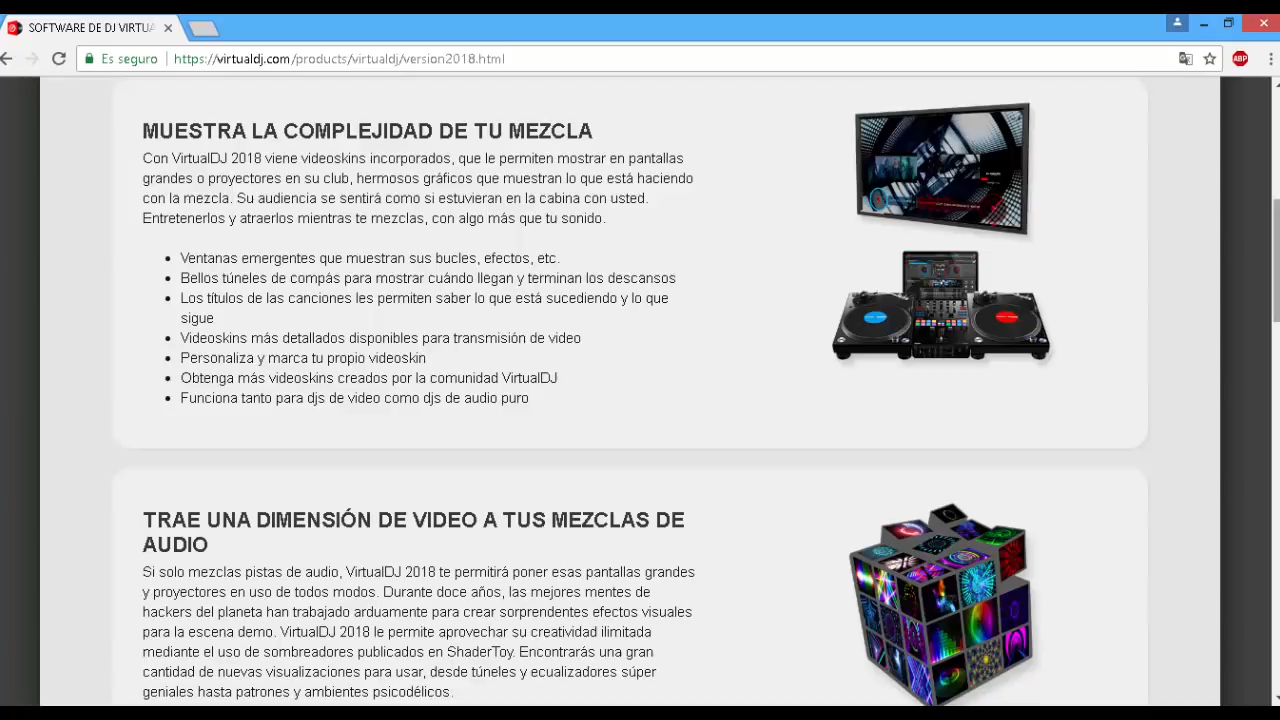 SOFTWARE DE DJ VIRTUA
Es seguro
https://virtualdj.com/products/virtualdj/version2018.html
ABP
MUESTRA LA COMPLEJIDAD DE TU MEZCLA
Con VirtualDJ 2018 viene videoskins incorporados, que le permiten mostrar en pantallas
grandes o proyectores en su club, hermosos gráficos que muestran lo que está haciendo
con la mezcla. Su audiencia se sentirá como si estuvieran en la cabina con usted.
Entretenerlos y atraerlos mientras te mezclas, con algo más que tu sonido.
Ventanas emergentes que muestran sus bucles, efectos, etc.
Bellos túneles de compás para mostrar cuándo llegan y terminan los descansos
Los títulos de las canciones les permiten saber lo que está sucediendo y lo que
sigue
Videoskins más detallados disponibles para transmisión de video
Personaliza y marca tu propio videoskin
Obtenga más videoskins creados por la comunidad VirtualDJ
Funciona tanto para djs de video como djs de audio puro
TRAE UNA DIMENSIÓN DE VIDEO A TUS MEZCLAS DE
AUDIO
Si solo mezclas pistas de audio, VirtualDJ 2018 te permitirá poner esas pantallas grandes
y proyectores en uso de todos modos. Durante doce años, las mejores mentes de
hackers del planeta han trabajado arduamente para crear sorprendentes efectos visuales
para la escena demo. VirtualDJ 2018 le permite aprovechar su creatividad ilimitada
mediante el uso de sombreadores publicados en ShaderToy. Encontrarás una gran
cantidad de nuevas visualizaciones para usar, desde túneles y ecualizadores súper
geniales hasta patrones y ambientes psicodélicos.